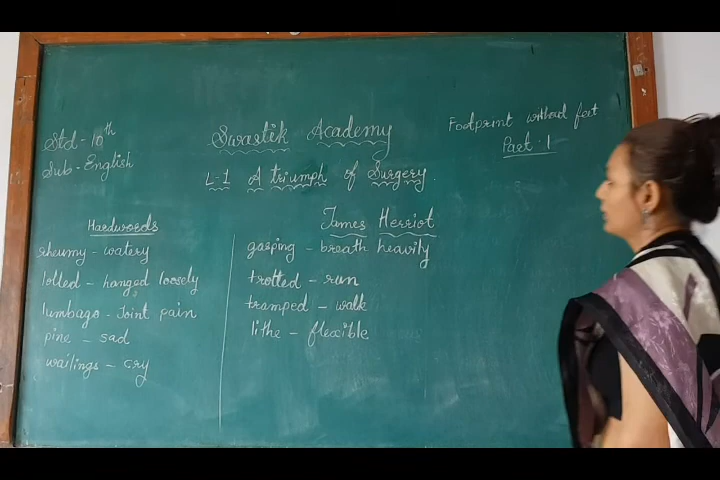 Std - 10th
Sub - English
Swastik Academy
Footprint without feet
Part - 1
L-1 A triumph of Surgery.
James Herriot
Hardwords
rheumy - watery
lolled - hanged loosely
lumbago - Joint pain
pine - sad
wailings - cry
gasping - breath heavily
trotted - run
tramped - walk
lithe - flexible